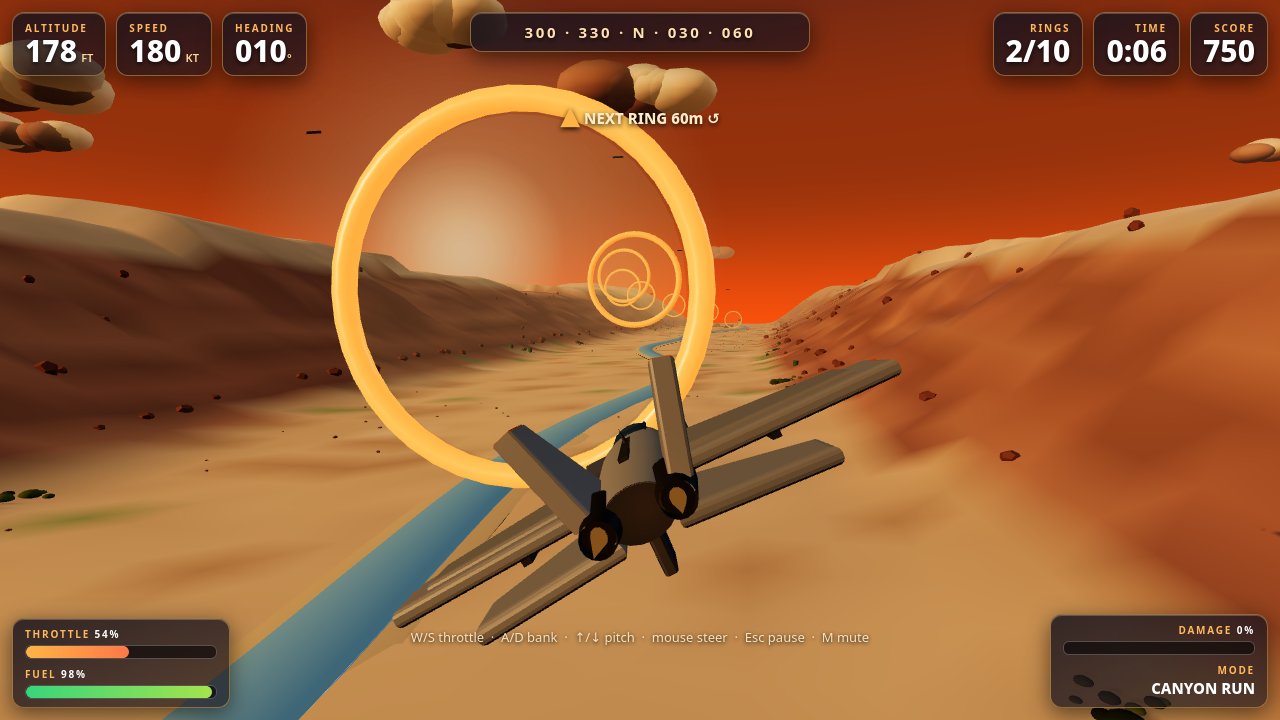 ALTITUDE
178 FT
SPEED
180 KT
HEADING
010°
300 · 330 · N · 030 · 060
RINGS
2/10
TIME
0:06
SCORE
750
NEXT RING 60m ↺
W/S throttle · A/D bank · ↑/↓ pitch · mouse steer · Esc pause · M mute
THROTTLE 54%
FUEL 98%
DAMAGE 0%
MODE
CANYON RUN